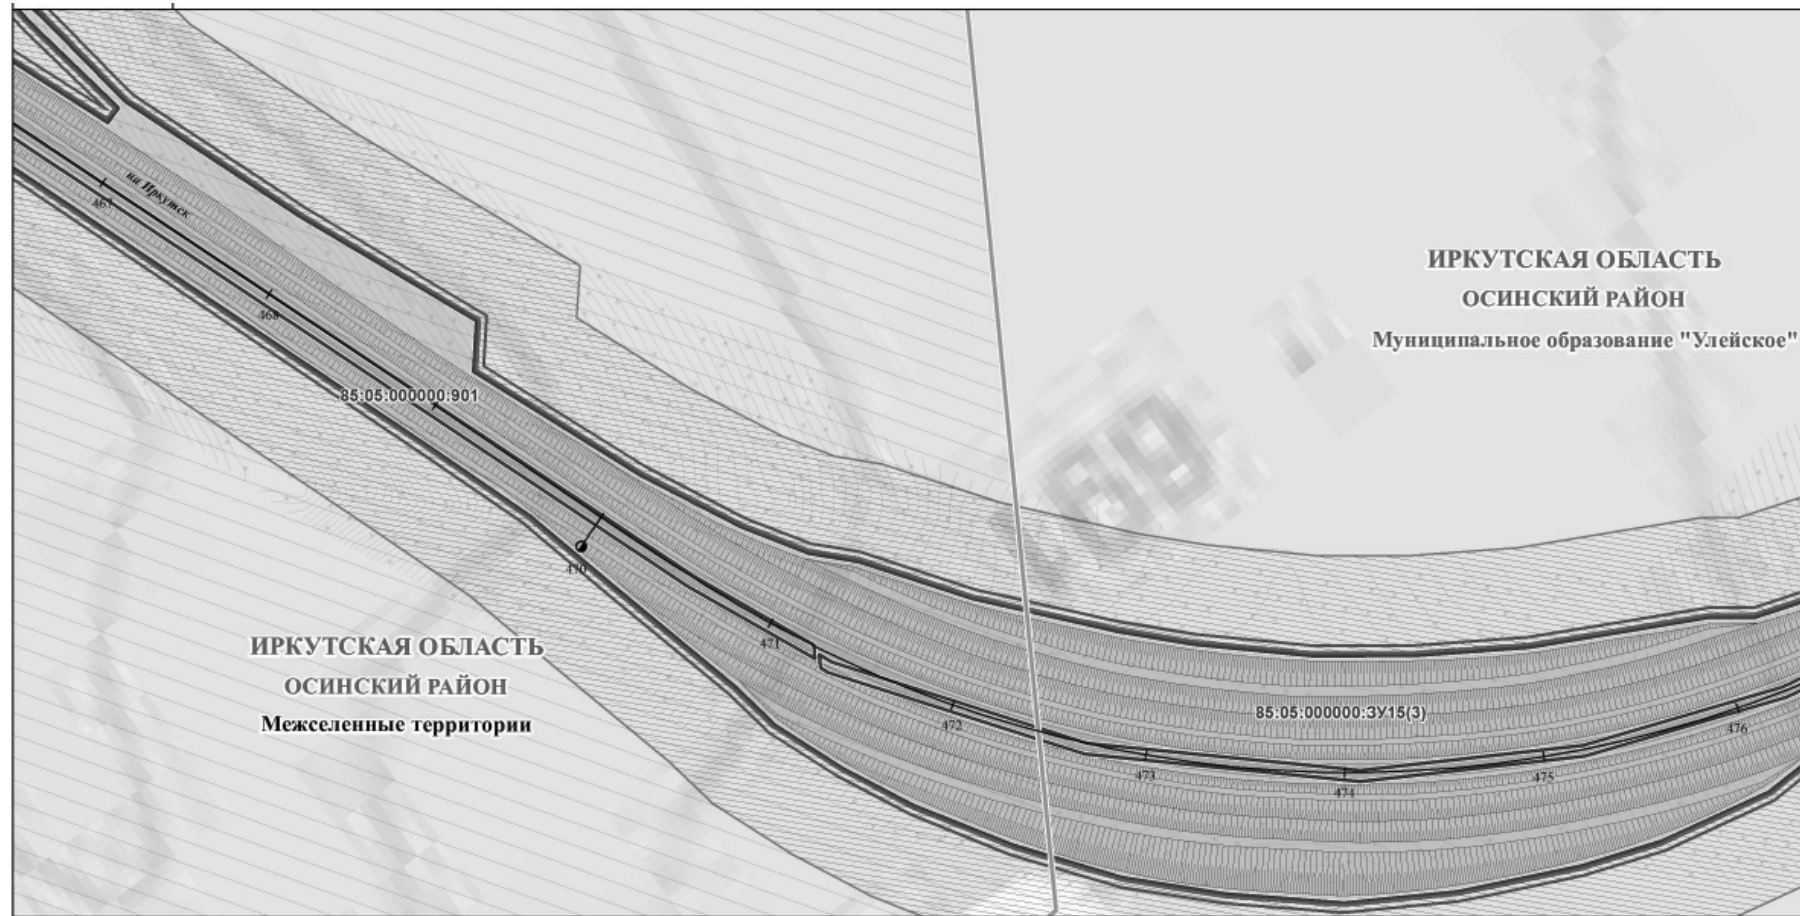 на Иркутск
467
468
85:05:000000:901
470
471
472
473
474
475
476
85:05:000000:ЗУ15(3)
ИРКУТСКАЯ ОБЛАСТЬ
ОСИНСКИЙ РАЙОН
Муниципальное образование "Улейское"
ИРКУТСКАЯ ОБЛАСТЬ
ОСИНСКИЙ РАЙОН
Межселенные территории